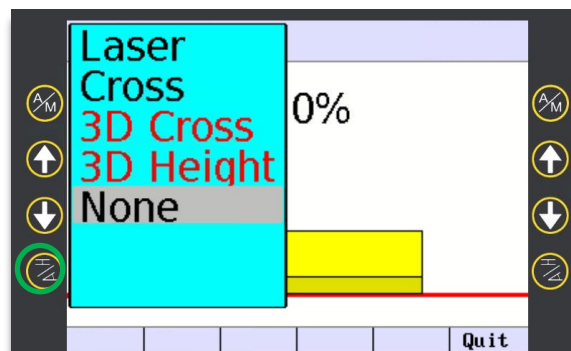 Laser
Cross
3D Cross
3D Height
None
0%
A/M
A/M
H
H
Quit